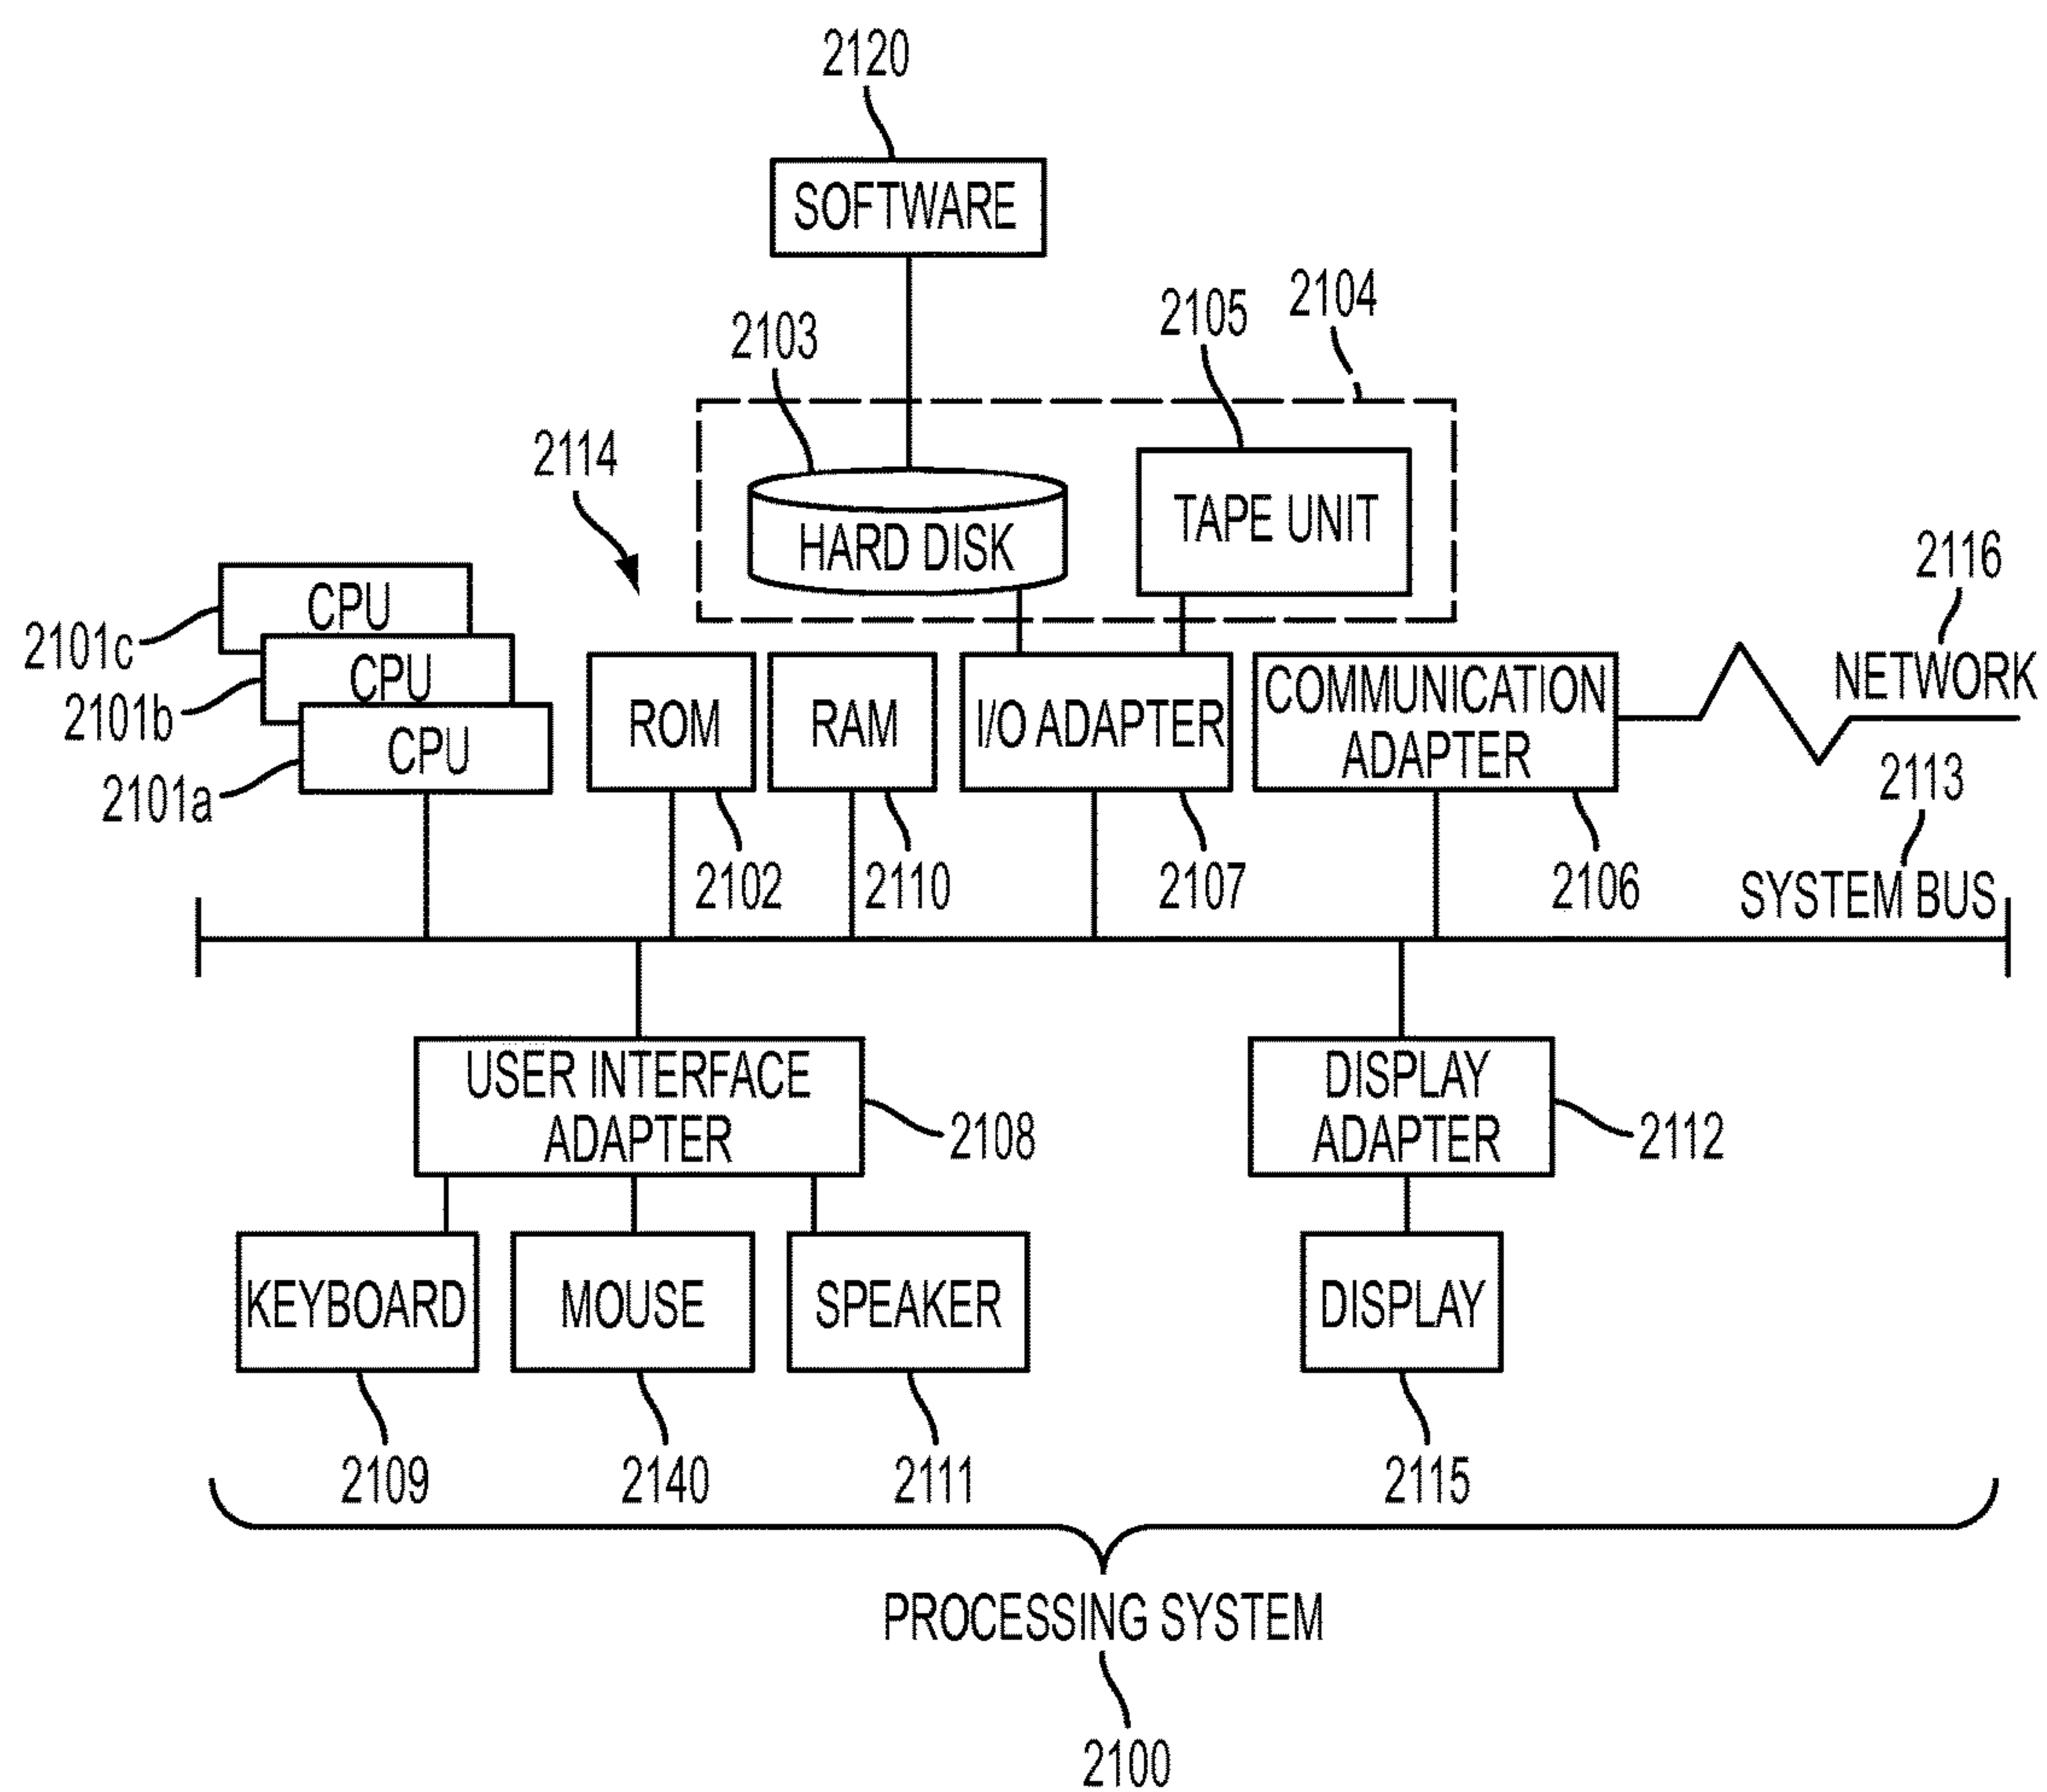 2120
SOFTWARE
2104
2105
2103
2114
HARD DISK
TAPE UNIT
2116
NETWORK
CPU
2101c
CPU
2101b
CPU
2101a
ROM
RAM
I/O ADAPTER
COMMUNICATION
ADAPTER
2113
2102
2110
2107
2106
SYSTEM BUS
USER INTERFACE
ADAPTER
2108
DISPLAY
ADAPTER
2112
KEYBOARD
MOUSE
SPEAKER
DISPLAY
2109
2140
2111
2115
PROCESSING SYSTEM
2100